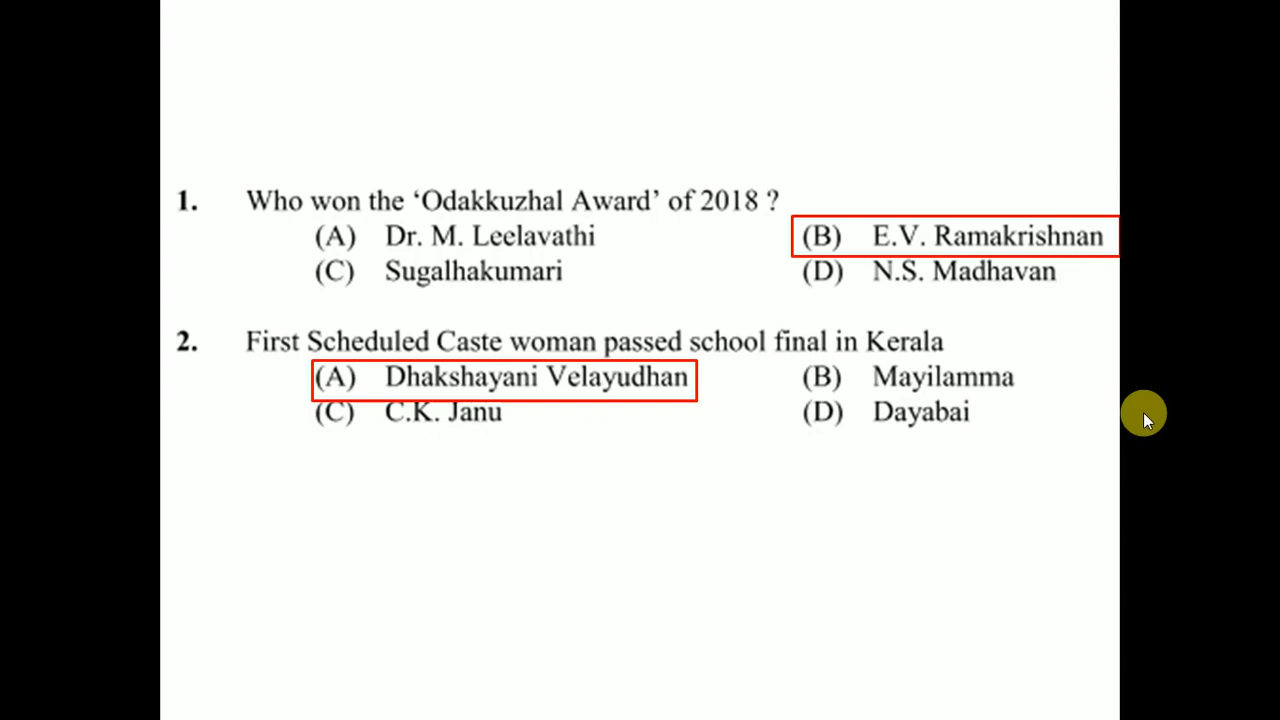 1. Who won the ‘Odakkuzhal Award’ of 2018 ?
(A) Dr. M. Leelavathi (B) E.V. Ramakrishnan
(C) Sugalhakumari (D) N.S. Madhavan
2. First Scheduled Caste woman passed school final in Kerala
(A) Dhakshayani Velayudhan (B) Mayilamma
(C) C.K. Janu (D) Dayabai